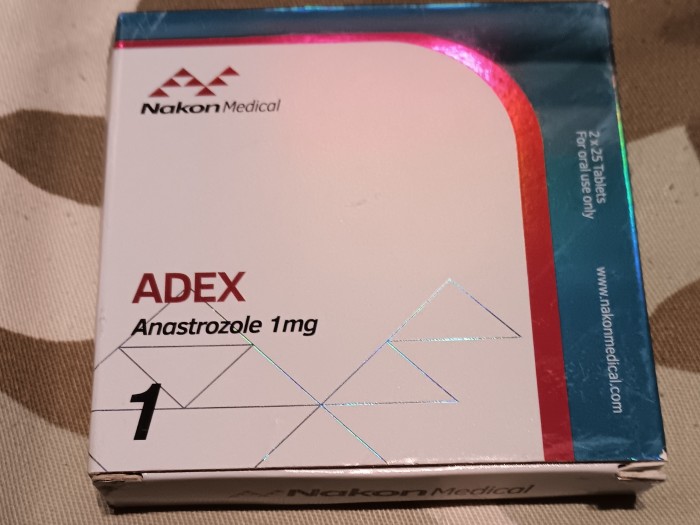 Nakon Medical
ADEX
Anastrozole 1mg
1
2 x 25 Tablets
For oral use only
www.nakonmedical.com
Nakon Medical